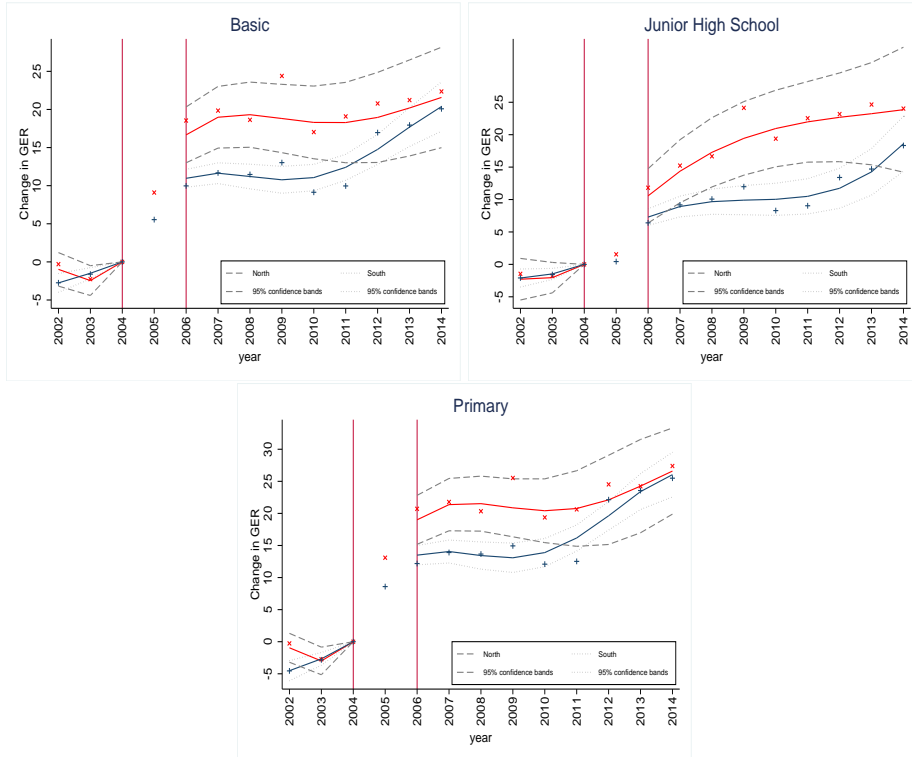 Basic
Change in GER
25
20
15
10
5
0
-5
North
South
95% confidence bands
95% confidence bands
2002
2003
2004
2005
2006
2007
2008
2009
2010
2011
2012
2013
2014
year
Junior High School
Change in GER
25
20
15
10
5
0
-5
North
South
95% confidence bands
95% confidence bands
2002
2003
2004
2005
2006
2007
2008
2009
2010
2011
2012
2013
2014
year
Primary
Change in GER
30
25
20
15
10
5
0
-5
North
South
95% confidence bands
95% confidence bands
2002
2003
2004
2005
2006
2007
2008
2009
2010
2011
2012
2013
2014
year